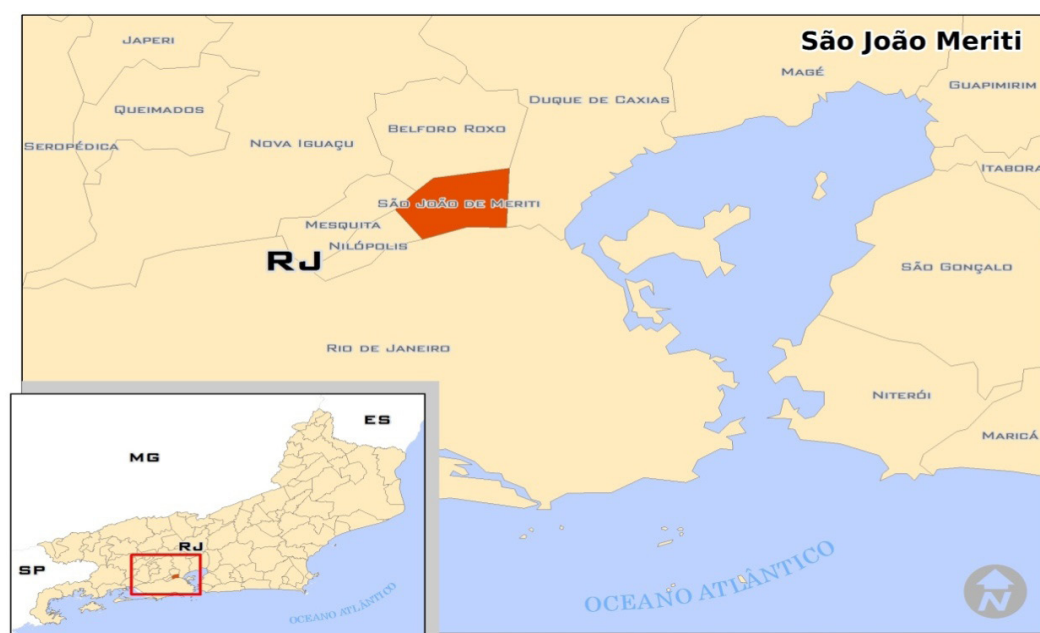 São João Meriti
JAPERI
MAGÉ
GUAPIMIRIM
QUEIMADOS
DUQUE DE CAXIAS
BELFORD ROXO
SEROPÉDICA
NOVA IGUAÇU
ITABORA
SÃO JOÃO DE MERITI
MESQUITA
NILÓPOLIS
RJ
SÃO GONÇALO
RIO DE JANEIRO
NITERÓI
MARICÁ
OCEANO ATLÂNTICO
N
ES
MG
RJ
SP
OCEANO ATLÂNTICO